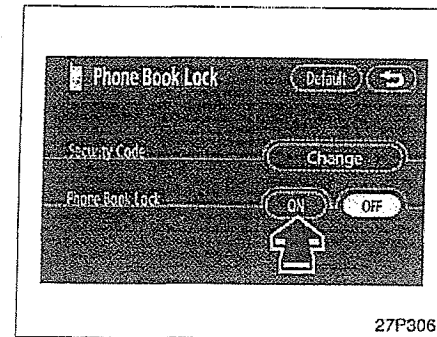 Phone Book Lock Default
Security Code Change
Phone Book Lock ON OFF
27P306